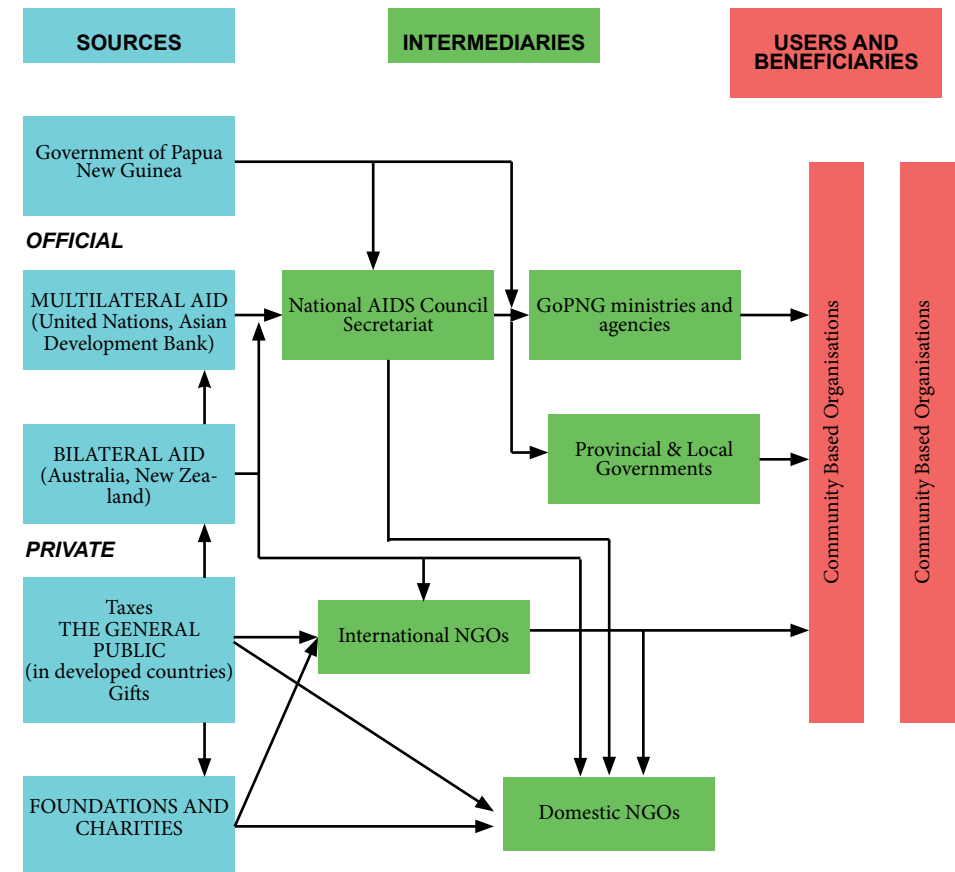 SOURCES
INTERMEDIARIES
USERS AND
BENEFICIARIES
Government of Papua
New Guinea
OFFICIAL
MULTILATERAL AID
(United Nations, Asian
Development Bank)
National AIDS Council
Secretariat
GoPNG ministries and
agencies
BILATERAL AID
(Australia, New Zea-
land)
Provincial & Local
Governments
PRIVATE
Taxes
THE GENERAL
PUBLIC
(in developed countries)
Gifts
International NGOs
FOUNDATIONS AND
CHARITIES
Domestic NGOs
Community Based Organisations
Community Based Organisations